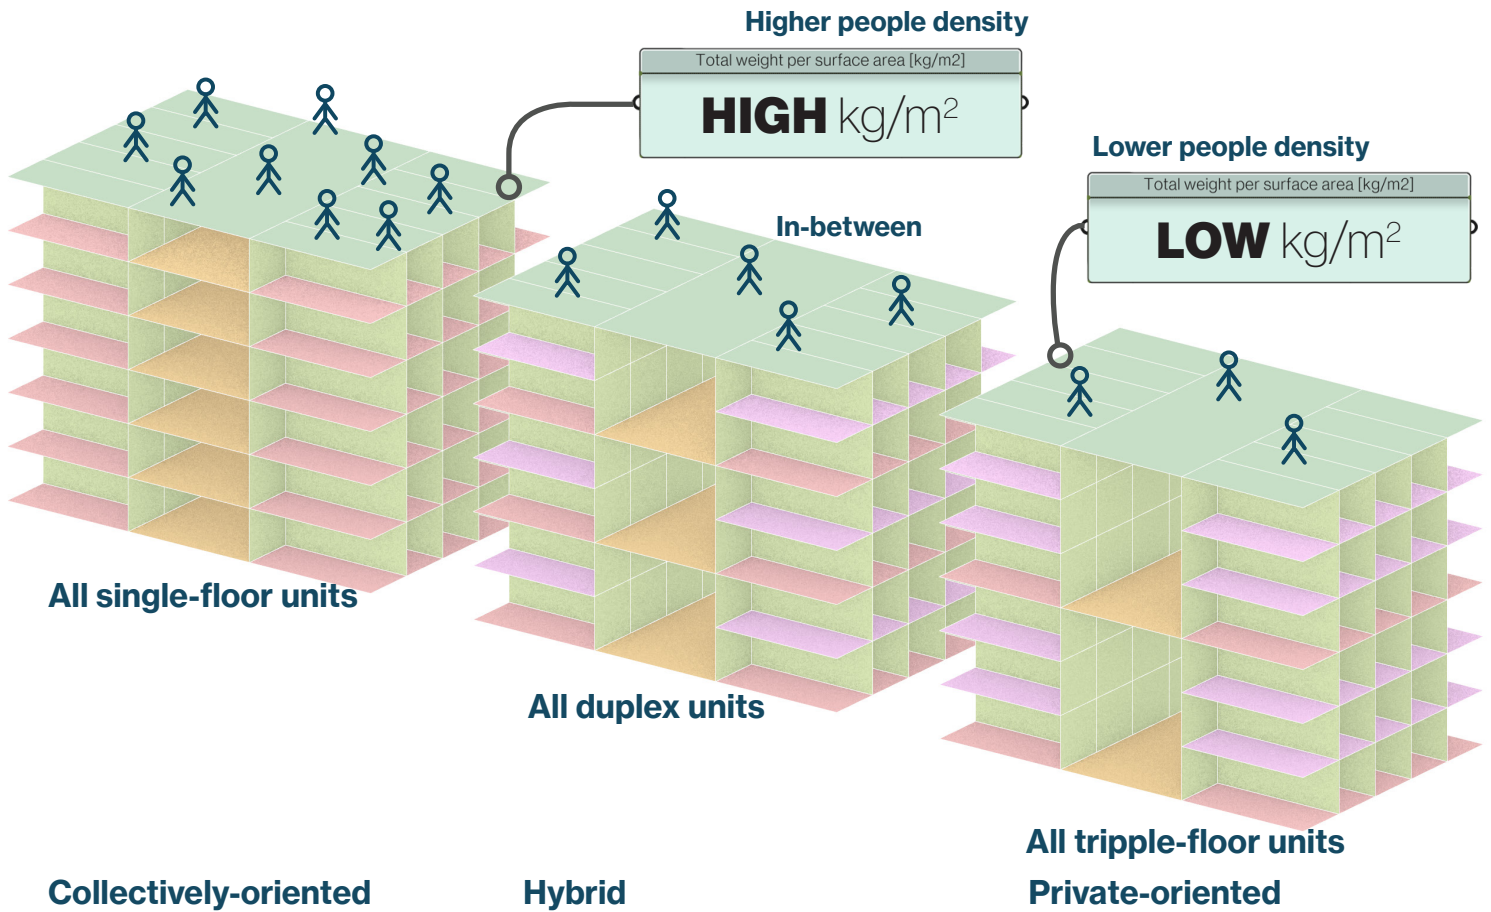 Higher people density
Total weight per surface area [kg/m2]
HIGH kg/m²
Lower people density
Total weight per surface area [kg/m2]
LOW kg/m²
In-between
All single-floor units
All duplex units
All tripple-floor units
Collectively-oriented
Hybrid
Private-oriented